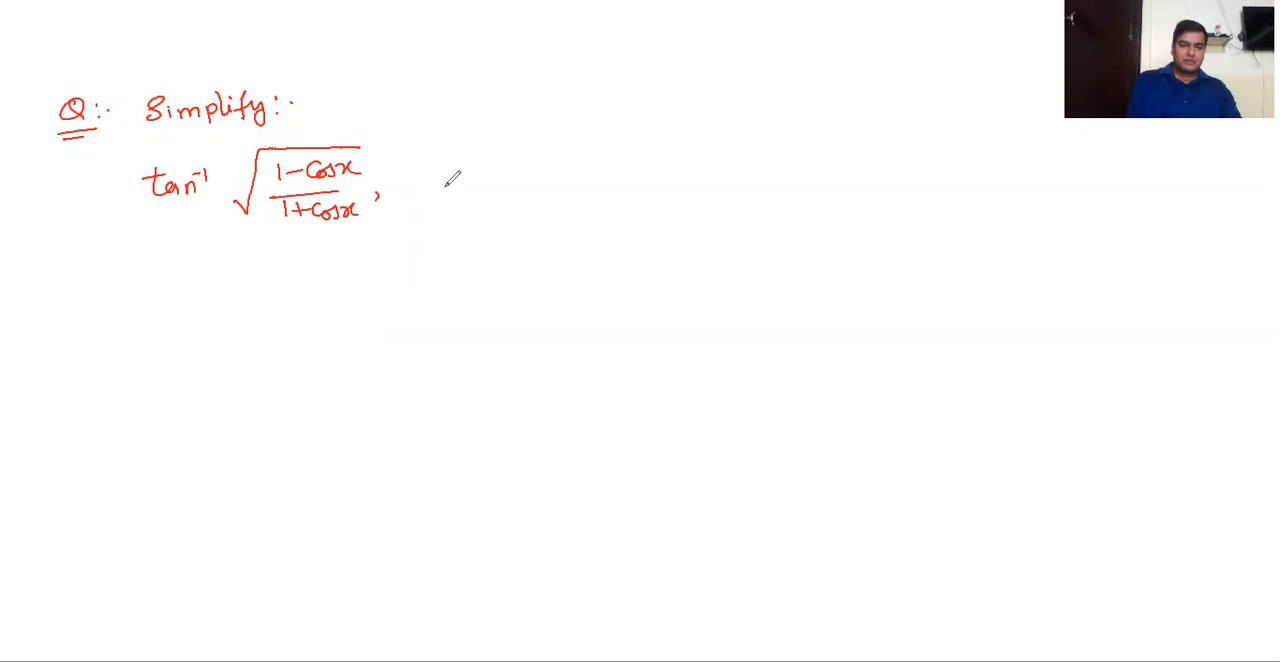 Q:. Simplify:.
tan⁻¹ √((1-Cosx)/(1+Cosx)),